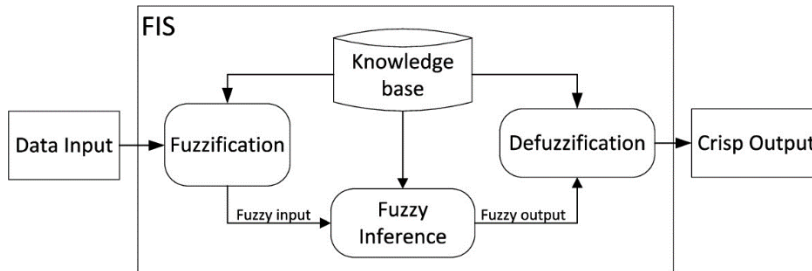 FIS
Knowledge
base
Data Input
Fuzzification
Defuzzification
Crisp Output
Fuzzy input
Fuzzy
Inference
Fuzzy output